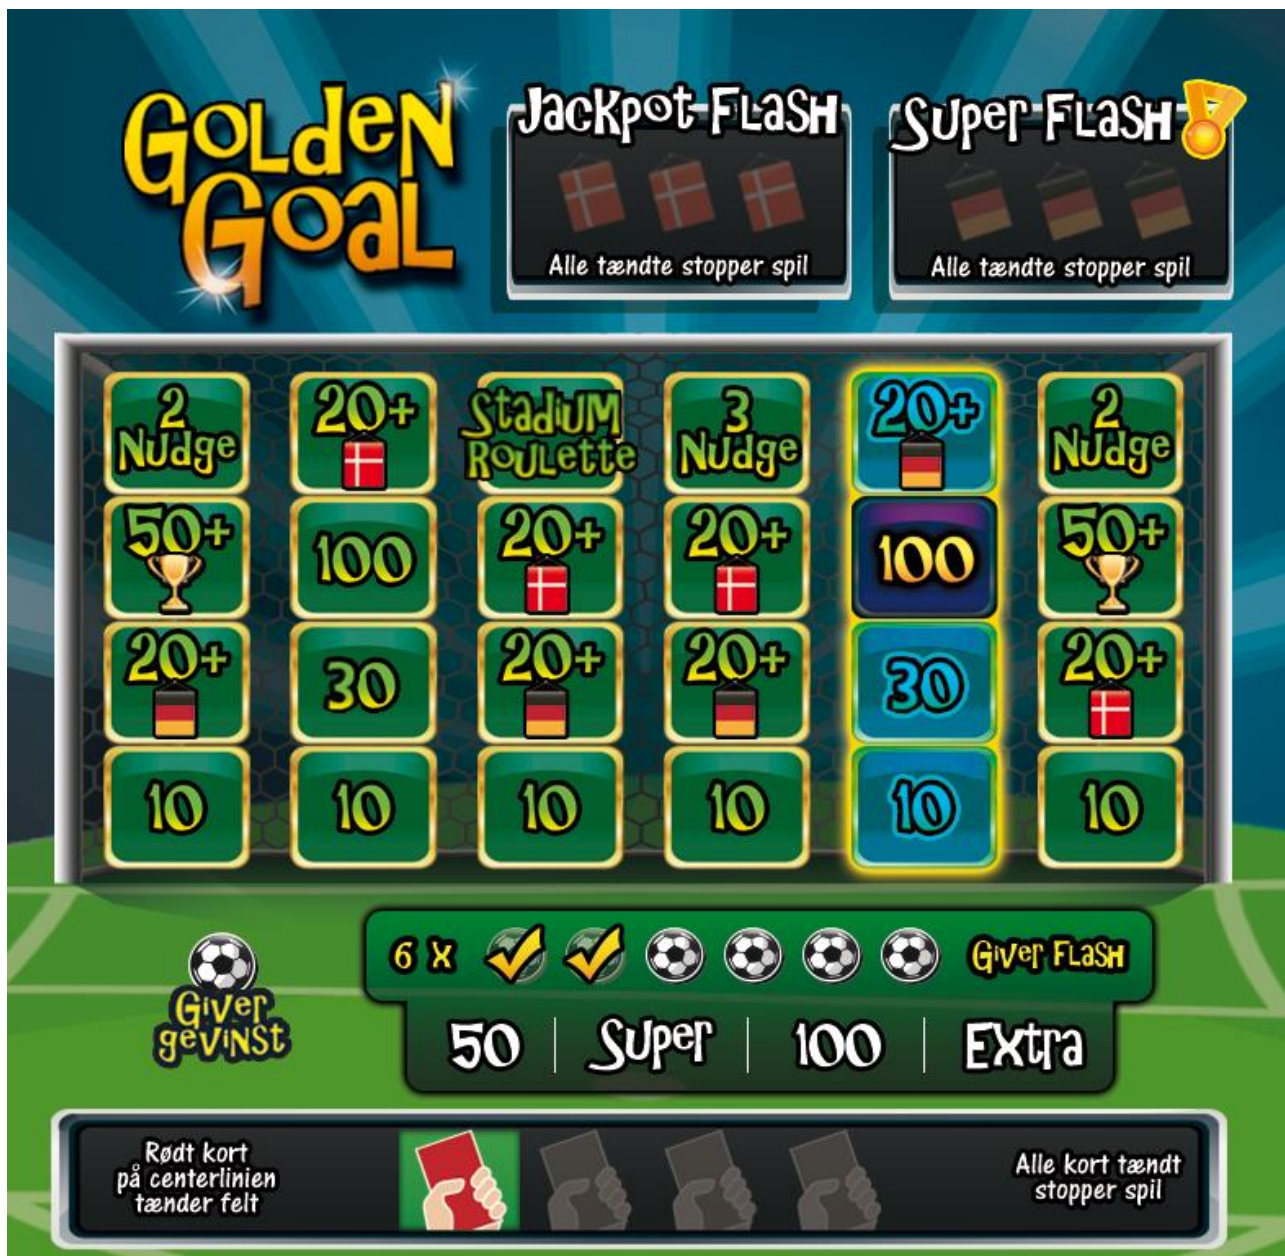 Golden
Goal
Jackpot Flash
Alle tændte stopper spil
Super Flash
Alle tændte stopper spil
2 Nudge
20+
Stadium Roulette
3 Nudge
20+
2 Nudge
50+
100
20+
20+
100
50+
20+
30
20+
20+
30
20+
10
10
10
10
10
10
6 x
Giver Flash
Giver
gevinst
50 | Super | 100 | Extra
Rødt kort
på centerlinien
tænder felt
Alle kort tændt
stopper spil